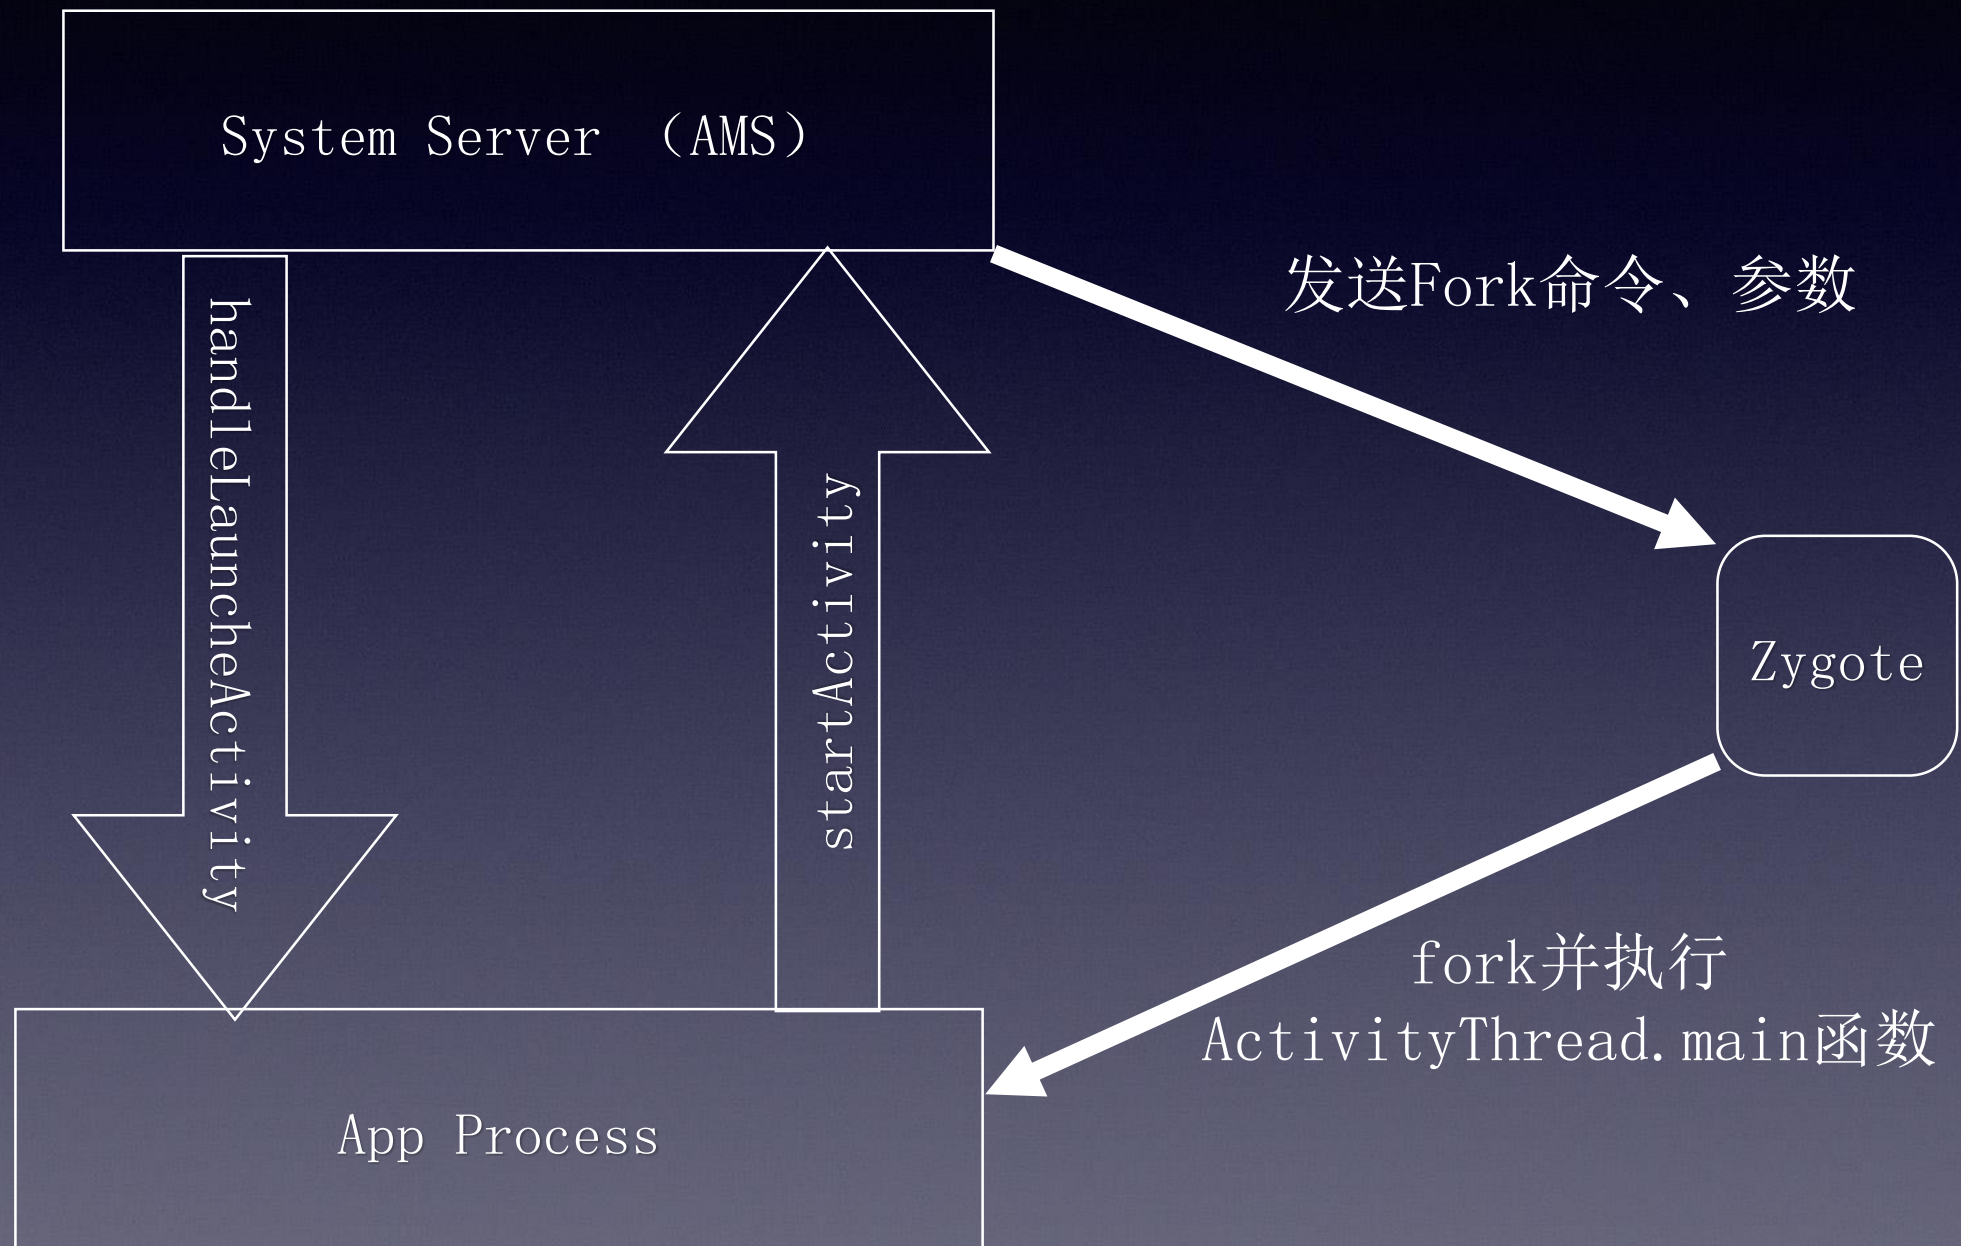 System Server （AMS）
发送Fork命令、参数
handleLauncheActivity
startActivity
Zygote
fork并执行
ActivityThread.main函数
App Process